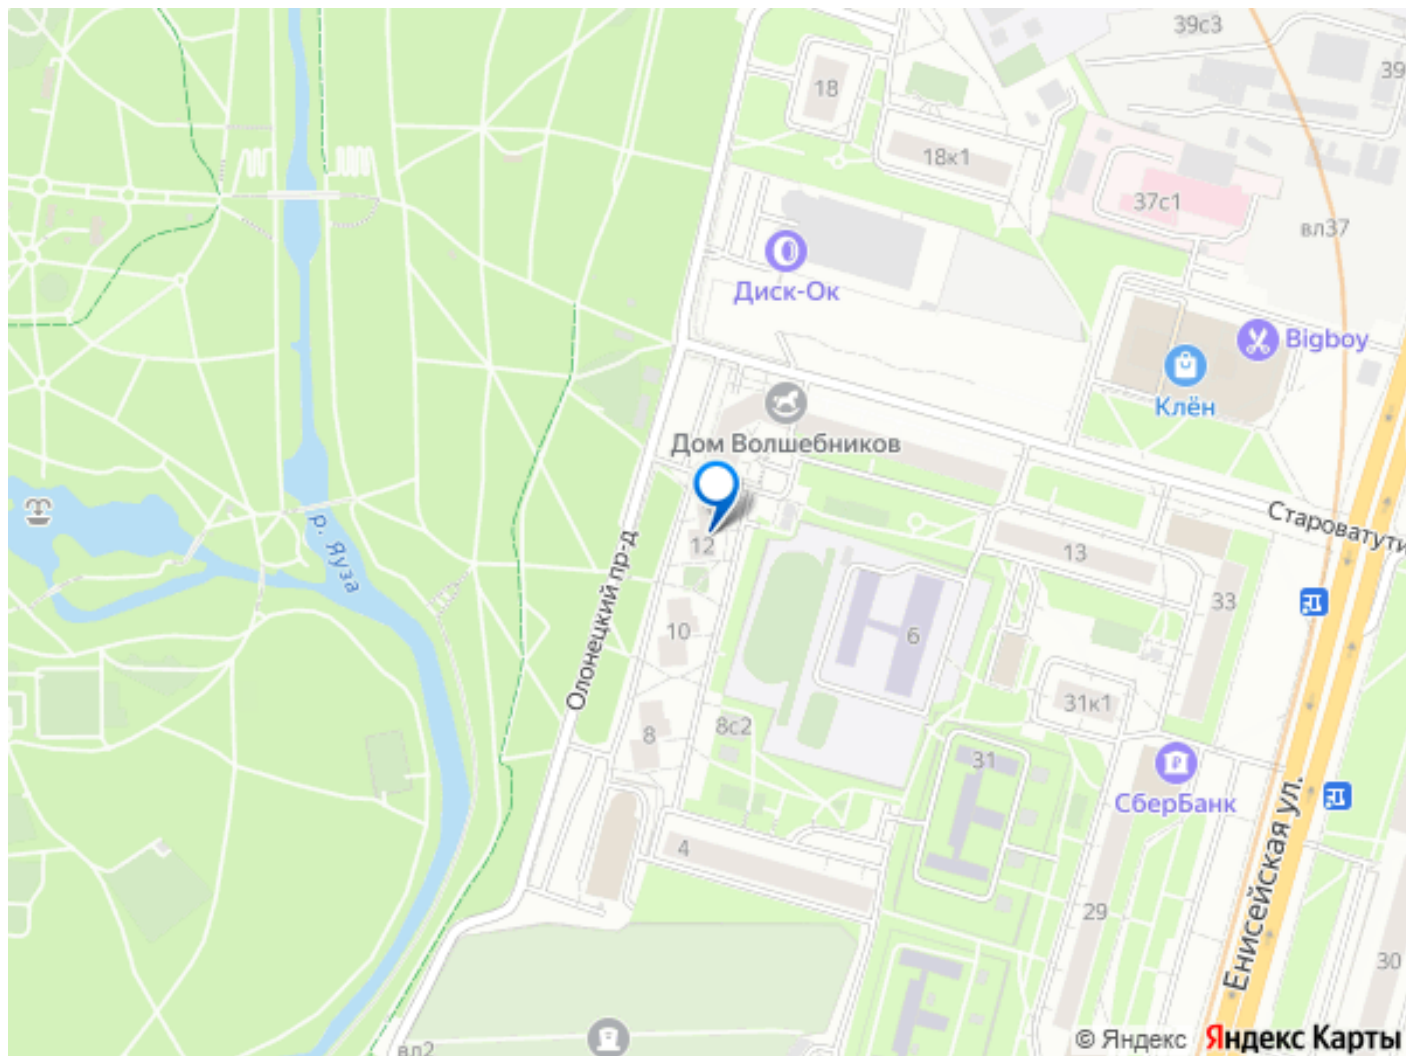 39с3
39
18
18к1
37с1
вл37
Диск-Ок
Bigboy
Клён
Дом Волшебников
Староватути
р. Яуза
Олонецкий пр-д
12
13
33
10
6
31к1
8
8с2
31
СберБанк
4
29
Енисейская ул.
30
вл2
© Яндекс Яндекс Карты